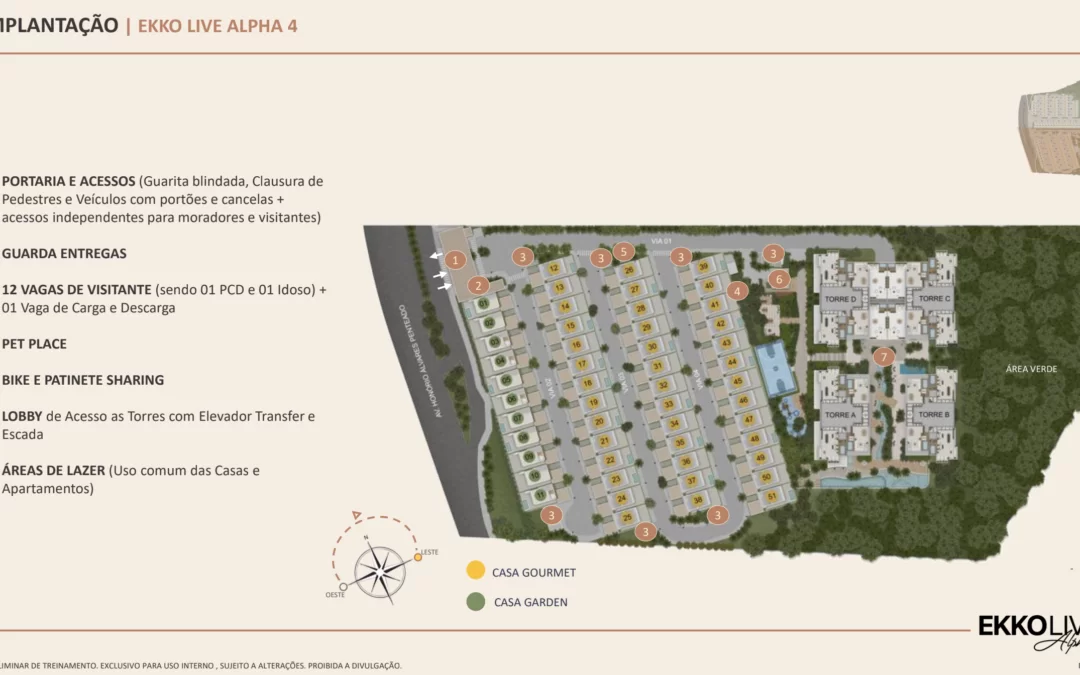 MPLANTAÇÃO | EKKO LIVE ALPHA 4
PORTARIA E ACESSOS (Guarita blindada, Clausura de
Pedestres e Veículos com portões e cancelas +
acessos independentes para moradores e visitantes)
GUARDA ENTREGAS
12 VAGAS DE VISITANTE (sendo 01 PCD e 01 Idoso) +
01 Vaga de Carga e Descarga
PET PLACE
BIKE E PATINETE SHARING
LOBBY de Acesso as Torres com Elevador Transfer e
Escada
ÁREAS DE LAZER (Uso comum das Casas e
Apartamentos)
AV. HONÓRIO ÁLVARES PENTEADO
VIA 01
VIA 02
1
2
3
3
5
3
3
4
6
7
3
3
3
01
02
03
04
05
06
07
08
09
10
11
12
13
14
15
16
17
18
19
20
21
22
23
24
25
26
27
28
29
30
31
32
33
34
35
36
37
38
39
40
41
42
43
44
45
46
47
48
49
50
51
TORRE D
TORRE C
TORRE A
TORRE B
ÁREA VERDE
N
LESTE
OESTE
CASA GOURMET
CASA GARDEN
EKKOLIV
Alph
LIMINAR DE TREINAMENTO. EXCLUSIVO PARA USO INTERNO , SUJEITO A ALTERAÇÕES. PROIBIDA A DIVULGAÇÃO.